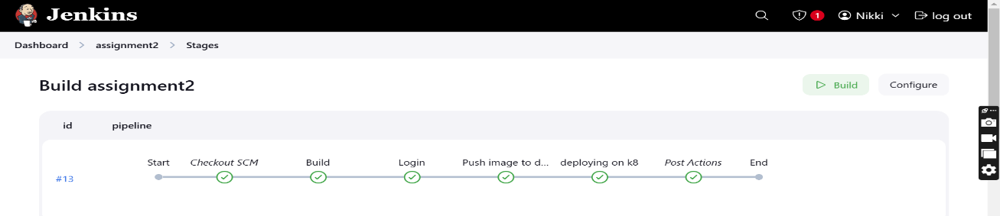 Jenkins
1
Nikki
log out
Dashboard > assignment2 > Stages
Build assignment2
Build
Configure
id pipeline
Start Checkout SCM Build Login Push image to d... deploying on k8 Post Actions End
#13